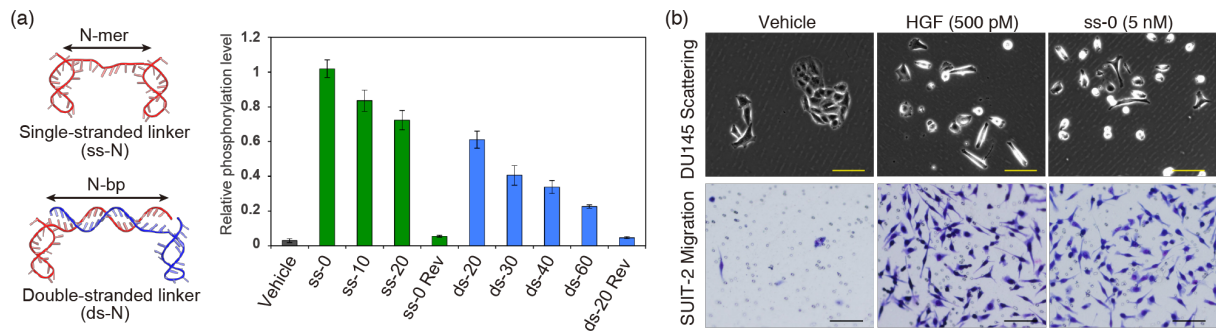 (a)
N-mer
Single-stranded linker
(ss-N)
N-bp
Double-stranded linker
(ds-N)
Relative phosphorylation level
1.2
1
0.8
0.6
0.4
0.2
0
Vehicle
ss-0
ss-10
ss-20
ss-0 Rev
ds-20
ds-30
ds-40
ds-60
ds-20 Rev
(b)
Vehicle
HGF (500 pM)
ss-0 (5 nM)
DU145 Scattering
SUIT-2 Migration